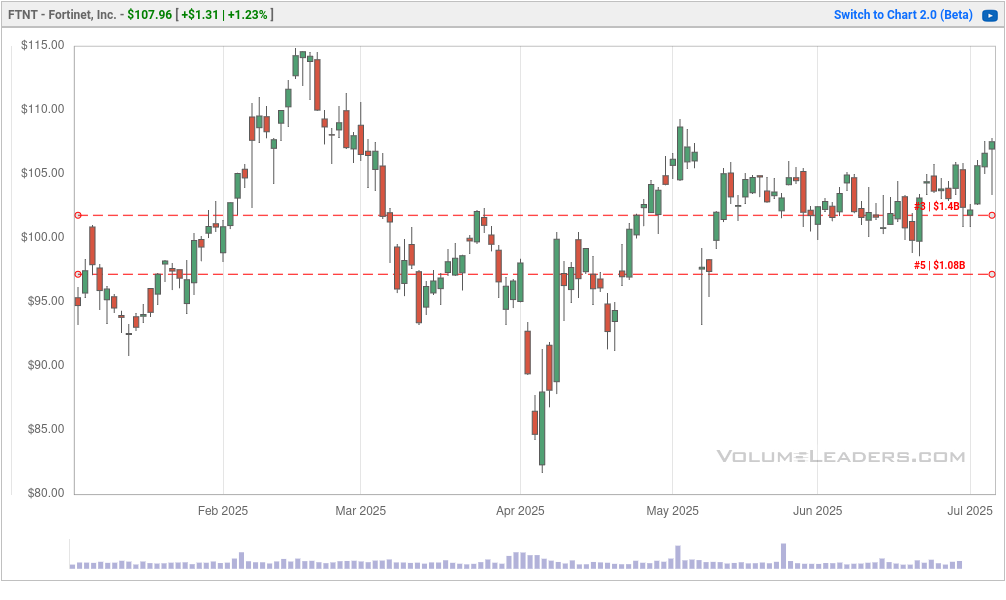 FTNT - Fortinet, Inc. - $107.96 [ +$1.31 | +1.23% ]
Switch to Chart 2.0 (Beta)
$115.00
$110.00
$105.00
$100.00
$95.00
$90.00
$85.00
$80.00
#3 | $1.4B
#5 | $1.08B
VOLUMELEADERS.COM
Feb 2025
Mar 2025
Apr 2025
May 2025
Jun 2025
Jul 2025